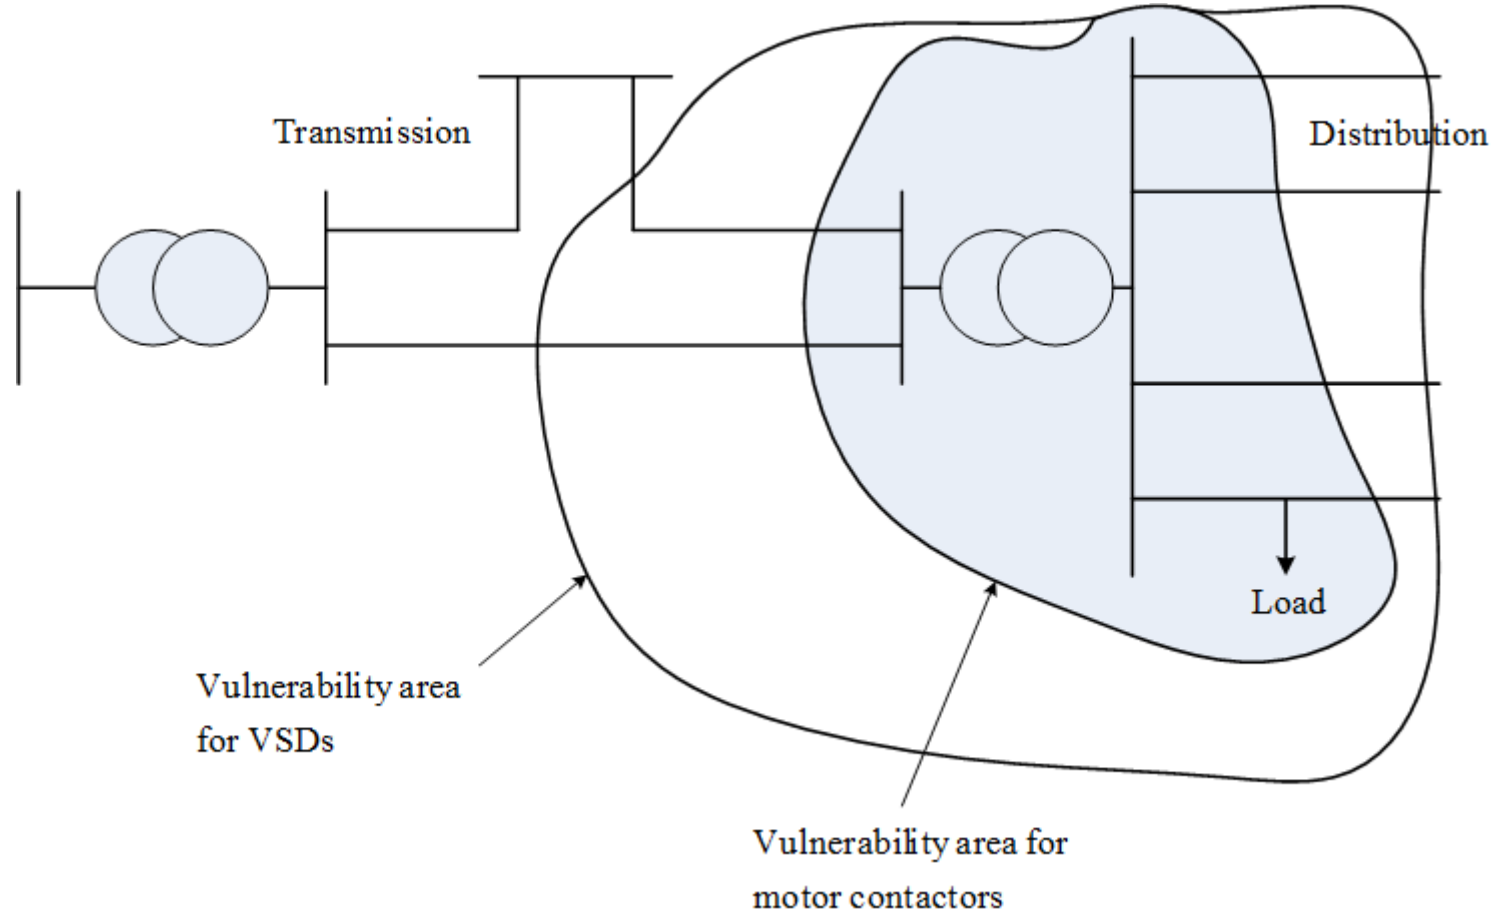 Transmission
Distribution
Load
Vulnerability area
for VSDs
Vulnerability area for
motor contactors